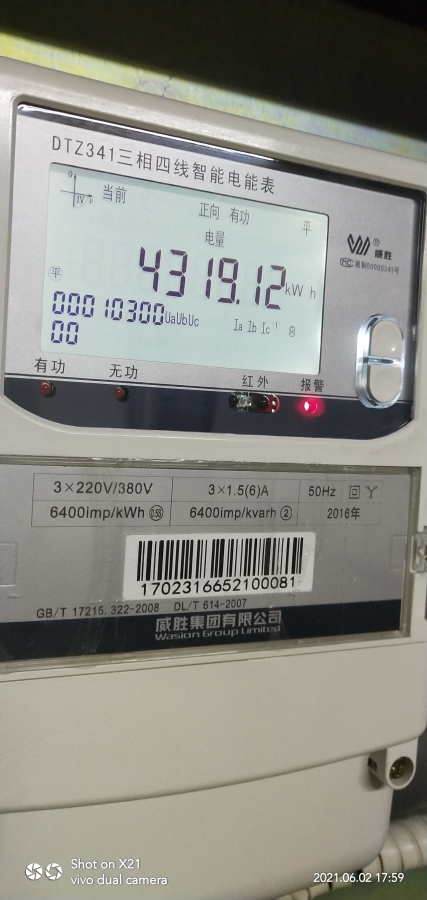 DTZ341三相四线智能电能表
当前
正向 有功 平
电量
4319.12kWh
平
00010300UaUbUc
Ia Ib Ic
00
威胜
有功 无功 红外 报警
3×220V/380V 3×1.5(6)A 50Hz
6400imp/kWh 0.5S 6400imp/kvarh 2 2016年
1702316652100081
GB/T 17215.322-2008 DL/T 614-2007
威胜集团有限公司
Wasion Group Limited
Shot on X21
vivo dual camera
2021.06.02 17:59